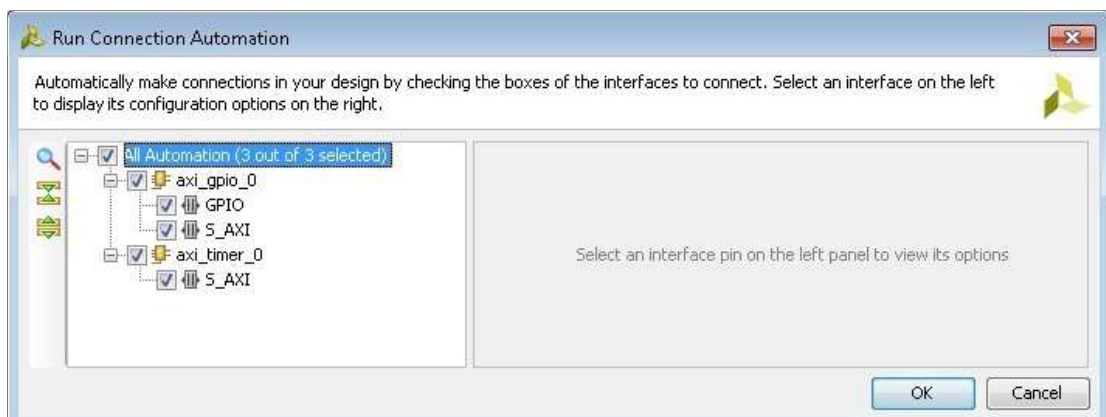 Run Connection Automation
Automatically make connections in your design by checking the boxes of the interfaces to connect. Select an interface on the left
to display its configuration options on the right.
All Automation (3 out of 3 selected)
axi_gpio_0
GPIO
S_AXI
axi_timer_0
S_AXI
Select an interface pin on the left panel to view its options
OK
Cancel